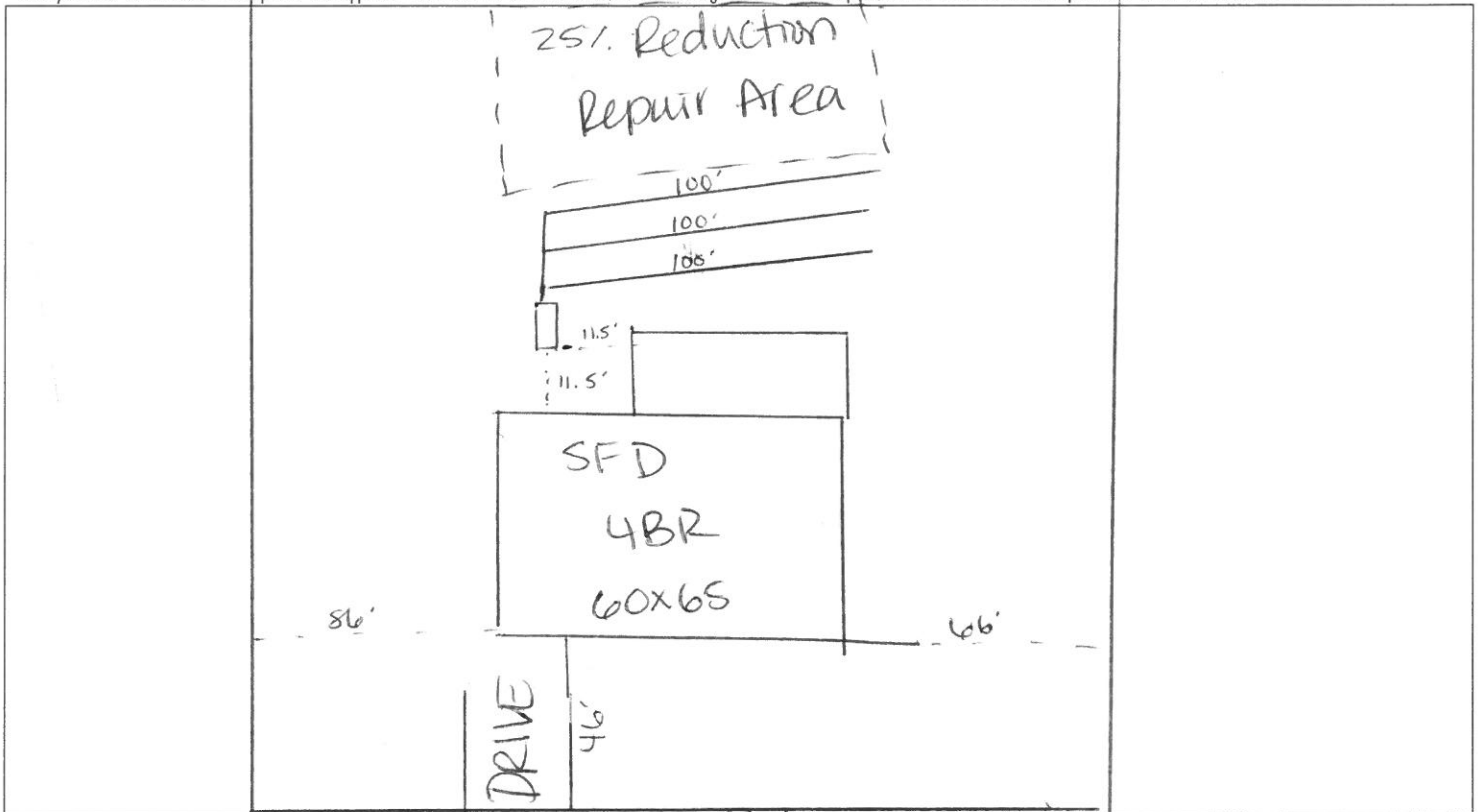 25% Reduction
Repair Area
100'
100'
100'
11.5'
11.5'
SFD
4BR
60x65
86'
66'
DRIVE
46'